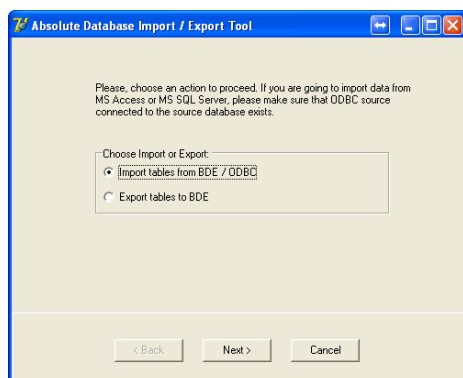 Absolute Database Import / Export Tool
Please, choose an action to proceed. If you are going to import data from
MS Access or MS SQL Server, please make sure that ODBC source
connected to the source database exists.
Choose Import or Export:
Import tables from BDE / ODBC
Export tables to BDE
< Back
Next >
Cancel